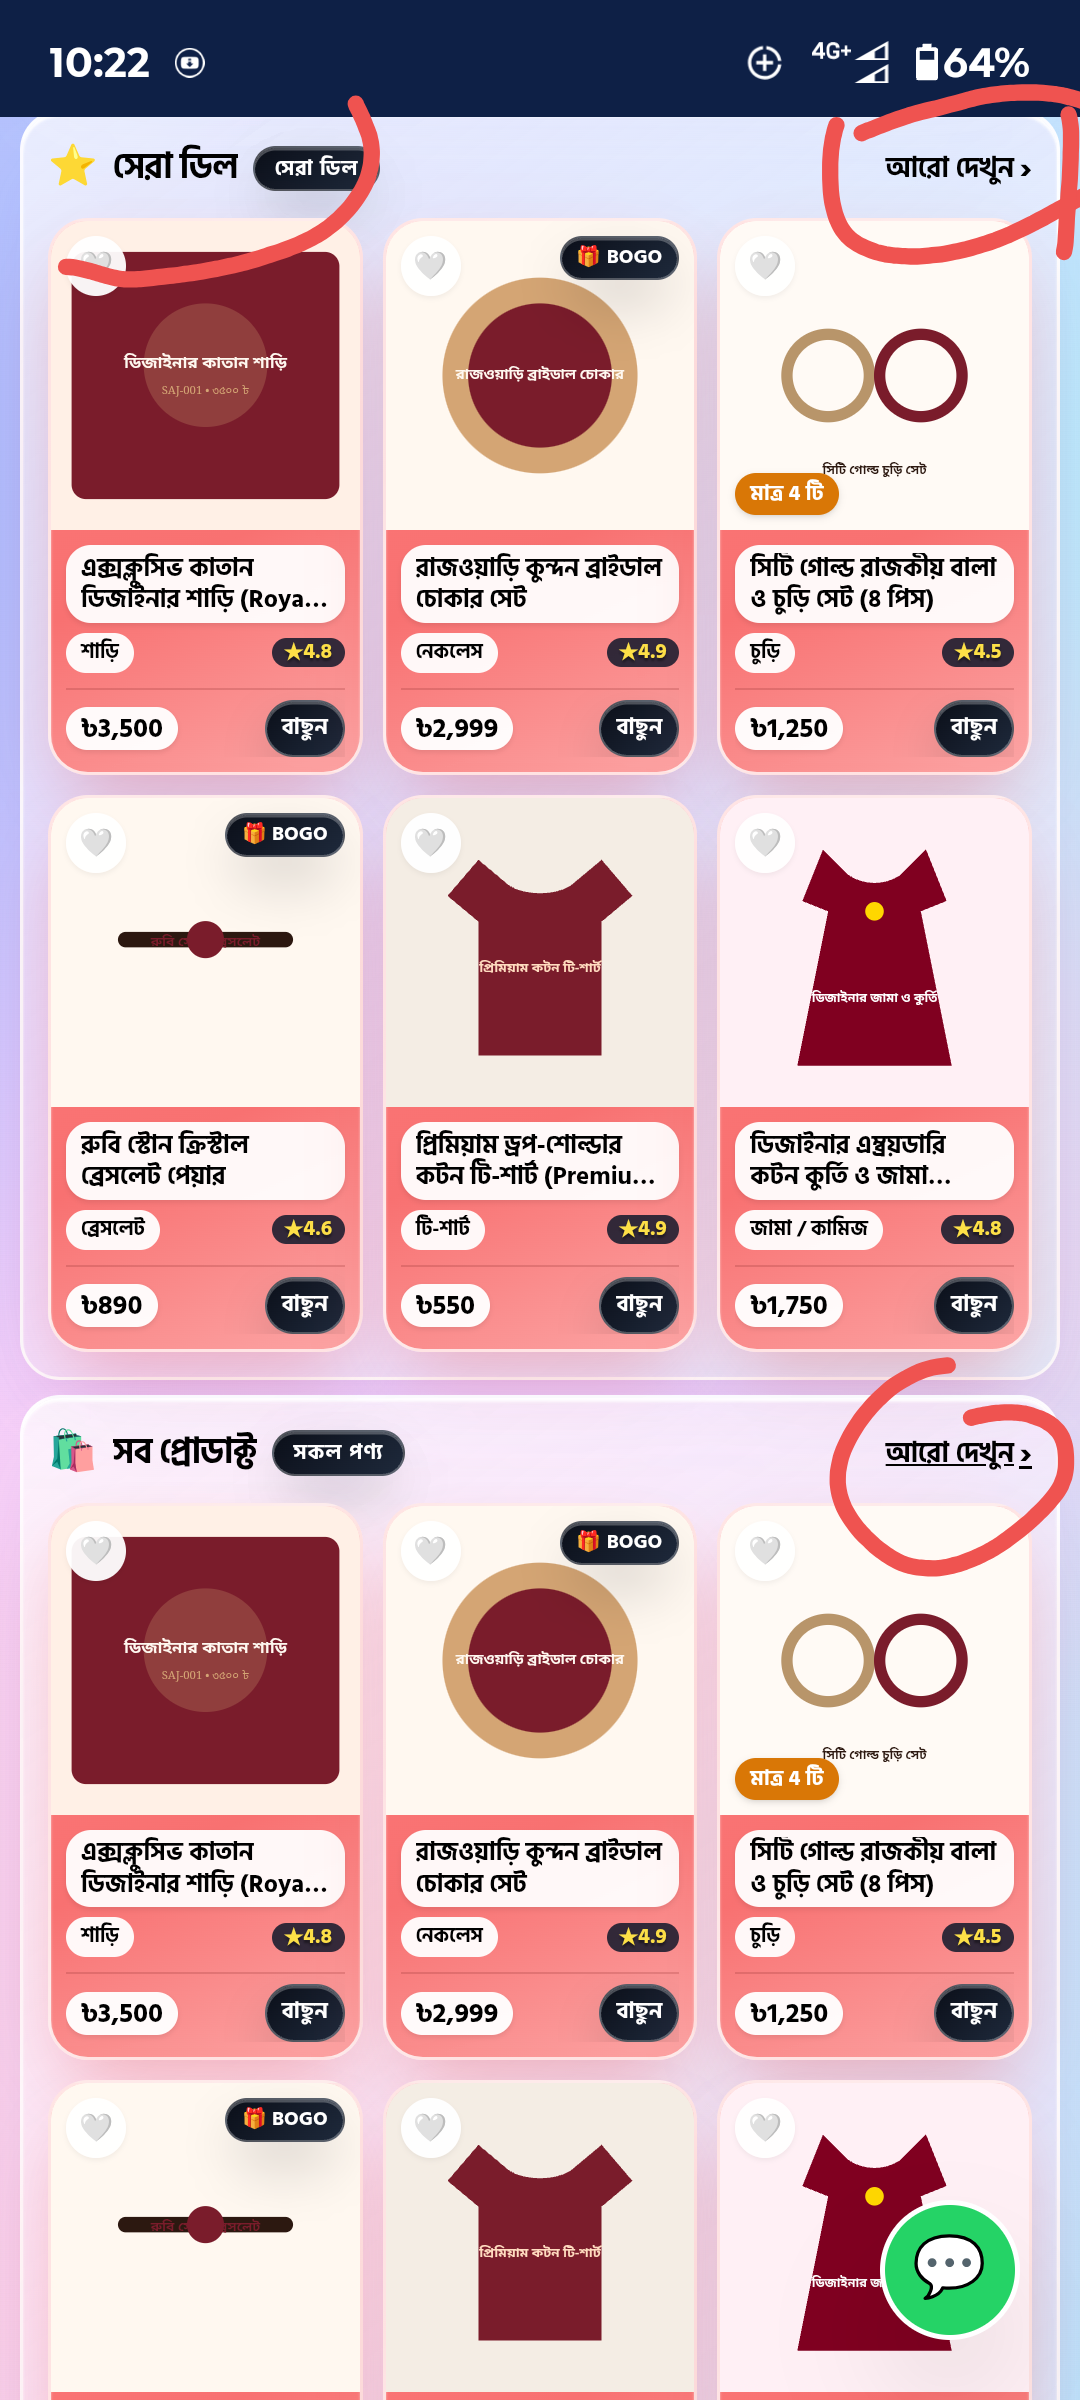 10:22
4G+
64%
সেরা ডিল
সেরা ডিল
আরো দেখুন ›
ডিজাইনার কাতান শাড়ি
SAJ-001 • ৩৫০০ ৳
BOGO
রাজওয়াড়ি ব্রাইডাল চোকার
সিটি গোল্ড চুড়ি সেট
মাত্র 4 টি
এক্সক্লুসিভ কাতান
ডিজাইনার শাড়ি (Roya...
শাড়ি
★4.8
৳3,500
বাছুন
রাজওয়াড়ি কুন্দন ব্রাইডাল
চোকার সেট
নেকলেস
★4.9
৳2,999
বাছুন
সিটি গোল্ড রাজকীয় বালা
ও চুড়ি সেট (৪ পিস)
চুড়ি
★4.5
৳1,250
বাছুন
BOGO
রুবি
প্রিমিয়াম কটন টি-শার্ট
ডিজাইনার জামা ও কুর্তি
রুবি স্টোন ক্রিস্টাল
ব্রেসলেট পেয়ার
ব্রেসলেট
★4.6
৳890
বাছুন
প্রিমিয়াম ড্রপ-শোল্ডার
কটন টি-শার্ট (Premiu...
টি-শার্ট
★4.9
৳550
বাছুন
ডিজাইনার এম্ব্রয়ডারি
কটন কুর্তি ও জামা...
জামা / কামিজ
★4.8
৳1,750
বাছুন
সব প্রোডাক্ট
সকল পণ্য
আরো দেখুন ›
ডিজাইনার কাতান শাড়ি
SAJ-001 • ৩৫০০ ৳
BOGO
রাজওয়াড়ি ব্রাইডাল চোকার
সিটি গোল্ড চুড়ি সেট
মাত্র 4 টি
এক্সক্লুসিভ কাতান
ডিজাইনার শাড়ি (Roya...
শাড়ি
★4.8
৳3,500
বাছুন
রাজওয়াড়ি কুন্দন ব্রাইডাল
চোকার সেট
নেকলেস
★4.9
৳2,999
বাছুন
সিটি গোল্ড রাজকীয় বালা
ও চুড়ি সেট (৪ পিস)
চুড়ি
★4.5
৳1,250
বাছুন
BOGO
রুবি
প্রিমিয়াম কটন টি-শার্ট
ডিজাইনার